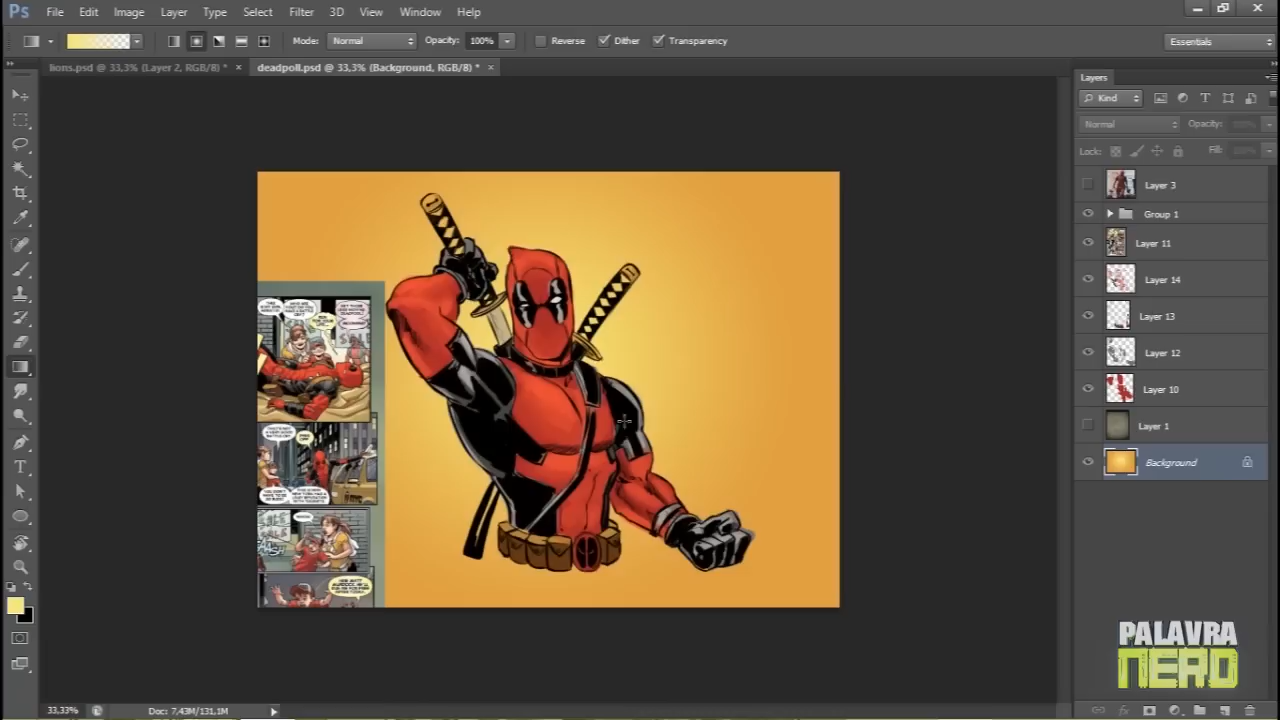 Ps File Edit Image Layer Type Select Filter 3D View Window Help
Mode: Normal Opacity: 100% Reverse Dither Transparency Essentials
lions.psd @ 33,3% (Layer 2, RGB/8) * × deadpoll.psd @ 33,3% (Background, RGB/8) * ×
Layers
Kind
Normal Opacity:
Lock: Fill:
Layer 3
Group 1
Layer 11
Layer 14
Layer 13
Layer 12
Layer 10
Layer 1
Background
PALAVRA
NERD
33,33% Doc: 7,43M/131,1M